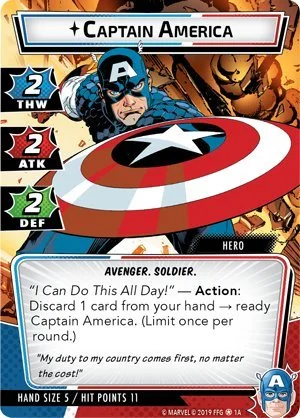 CAPTAIN AMERICA
2
THW
2
ATK
2
DEF
A
HERO
AVENGER. SOLDIER.
"I Can Do This All Day!" — Action:
Discard 1 card from your hand → ready
Captain America. (Limit once per
round.)
"My duty to my country comes first, no matter
the cost!"
© MARVEL © 2019 FFG 1A
HAND SIZE 5 / HIT POINTS 11
A